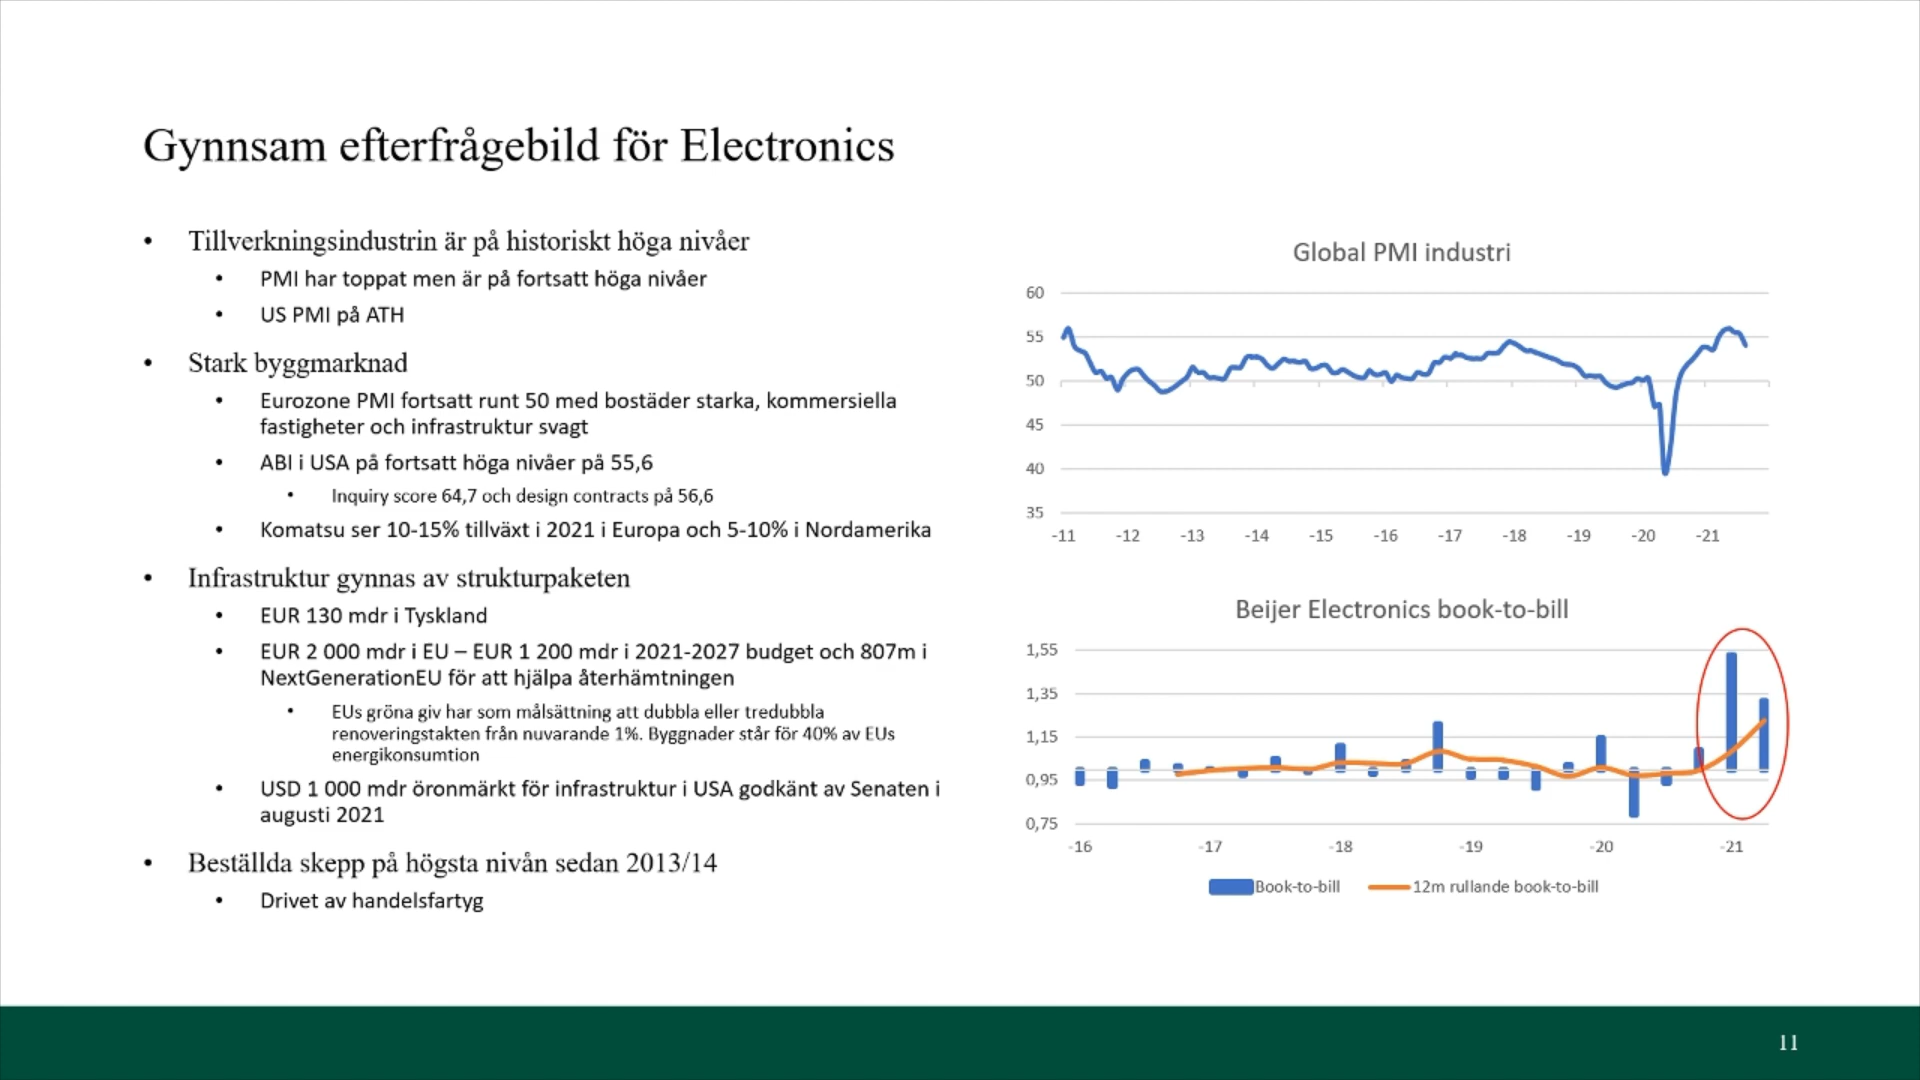 Gynnsam efterfrågebild för Electronics
• Tillverkningsindustrin är på historiskt höga nivåer
• PMI har toppat men är på fortsatt höga nivåer
• US PMI på ATH
• Stark byggmarknad
• Eurozone PMI fortsatt runt 50 med bostäder starka, kommersiella
fastigheter och infrastruktur svagt
• ABI i USA på fortsatt höga nivåer på 55,6
• Inquiry score 64,7 och design contracts på 56,6
• Komatsu ser 10-15% tillväxt i 2021 i Europa och 5-10% i Nordamerika
• Infrastruktur gynnas av strukturpaketen
• EUR 130 mdr i Tyskland
• EUR 2 000 mdr i EU – EUR 1 200 mdr i 2021-2027 budget och 807m i
NextGenerationEU för att hjälpa återhämtningen
• EUs gröna giv har som målsättning att dubbla eller tredubbla
renoveringstakten från nuvarande 1%. Byggnader står för 40% av EUs
energikonsumtion
• USD 1 000 mdr öronmärkt för infrastruktur i USA godkänt av Senaten i
augusti 2021
• Beställda skepp på högsta nivån sedan 2013/14
• Drivet av handelsfartyg
Global PMI industri
60
55
50
45
40
35
-11 -12 -13 -14 -15 -16 -17 -18 -19 -20 -21
Beijer Electronics book-to-bill
1,55
1,35
1,15
0,95
0,75
-16 -17 -18 -19 -20 -21
Book-to-bill 12m rullande book-to-bill
11